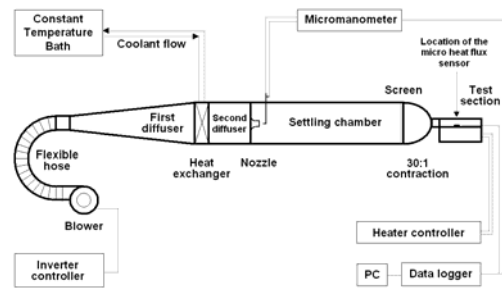 Constant
Temperature
Bath
Coolant flow
Micromanometer
Location of the
micro heat flux
sensor
Screen
Test
section
First
diffuser
Second
diffuser
Settling chamber
Flexible
hose
Heat
exchanger
Nozzle
30:1
contraction
Blower
Heater controller
Inverter
controller
PC
Data logger